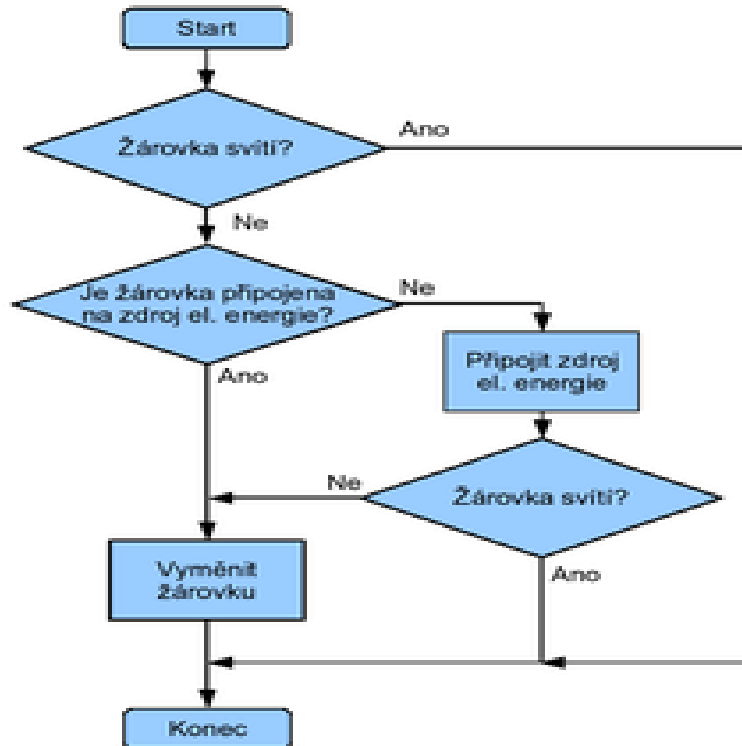 Start
Žárovka svítí?
Ano
Ne
Je žárovka připojena
na zdroj el. energie?
Ne
Ano
Připojit zdroj
el. energie
Žárovka svítí?
Ne
Ano
Vyměnit
žárovku
Konec